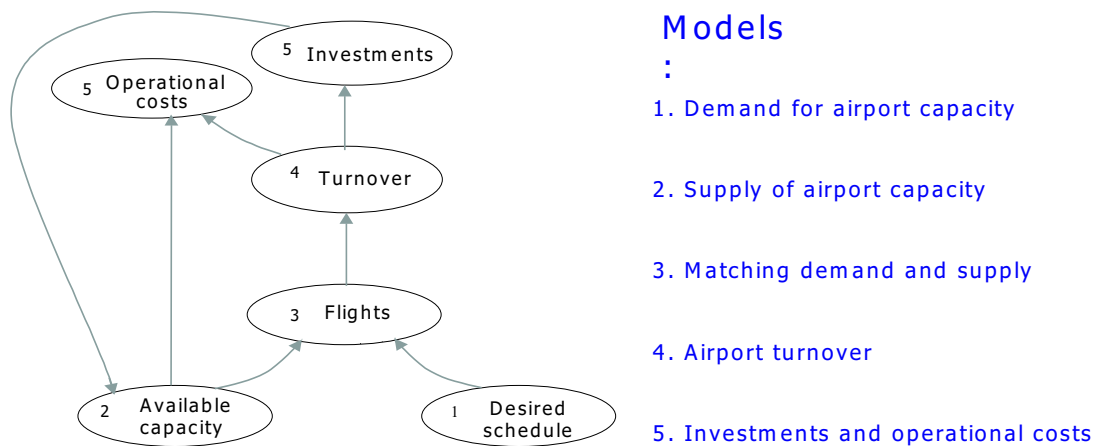 5 Investments
5 Operational
costs
4 Turnover
3 Flights
2 Available
capacity
1 Desired
schedule
Models
:
1. Demand for airport capacity
2. Supply of airport capacity
3. Matching demand and supply
4. Airport turnover
5. Investments and operational costs